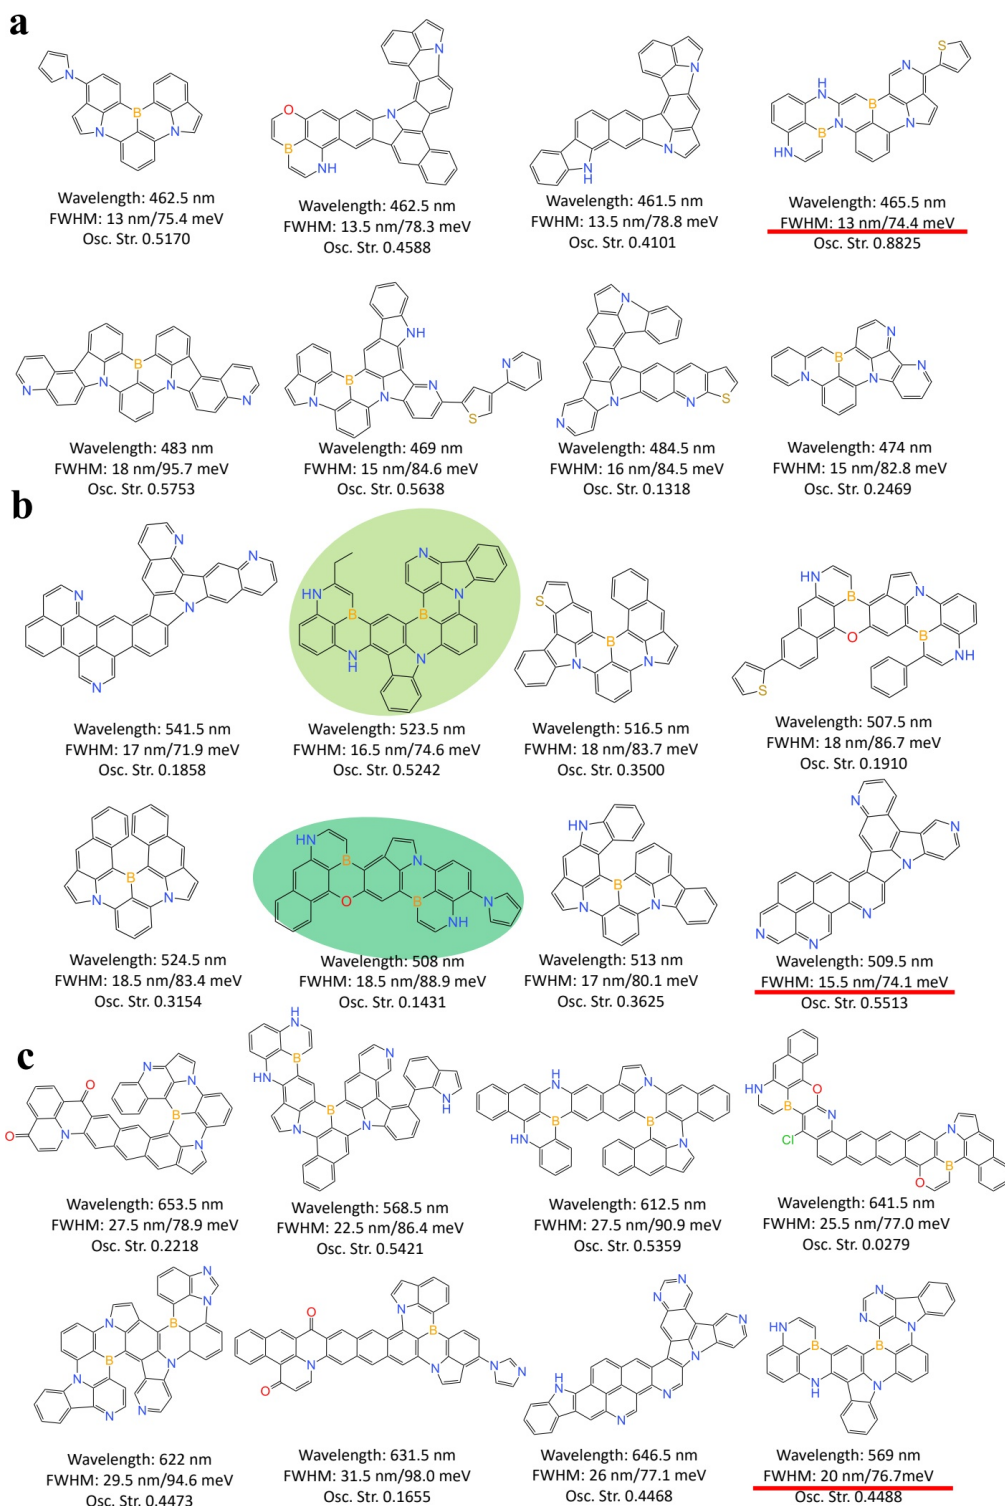 a
Wavelength: 462.5 nm
FWHM: 13 nm/75.4 meV
Osc. Str. 0.5170
Wavelength: 462.5 nm
FWHM: 13.5 nm/78.3 meV
Osc. Str. 0.4588
Wavelength: 461.5 nm
FWHM: 13.5 nm/78.8 meV
Osc. Str. 0.4101
Wavelength: 465.5 nm
FWHM: 13 nm/74.4 meV
Osc. Str. 0.8825
Wavelength: 483 nm
FWHM: 18 nm/95.7 meV
Osc. Str. 0.5753
Wavelength: 469 nm
FWHM: 15 nm/84.6 meV
Osc. Str. 0.5638
Wavelength: 484.5 nm
FWHM: 16 nm/84.5 meV
Osc. Str. 0.1318
Wavelength: 474 nm
FWHM: 15 nm/82.8 meV
Osc. Str. 0.2469
b
Wavelength: 541.5 nm
FWHM: 17 nm/71.9 meV
Osc. Str. 0.1858
Wavelength: 523.5 nm
FWHM: 16.5 nm/74.6 meV
Osc. Str. 0.5242
Wavelength: 516.5 nm
FWHM: 18 nm/83.7 meV
Osc. Str. 0.3500
Wavelength: 507.5 nm
FWHM: 18 nm/86.7 meV
Osc. Str. 0.1910
Wavelength: 524.5 nm
FWHM: 18.5 nm/83.4 meV
Osc. Str. 0.3154
Wavelength: 508 nm
FWHM: 18.5 nm/88.9 meV
Osc. Str. 0.1431
Wavelength: 513 nm
FWHM: 17 nm/80.1 meV
Osc. Str. 0.3625
Wavelength: 509.5 nm
FWHM: 15.5 nm/74.1 meV
Osc. Str. 0.5513
c
Wavelength: 653.5 nm
FWHM: 27.5 nm/78.9 meV
Osc. Str. 0.2218
Wavelength: 568.5 nm
FWHM: 22.5 nm/86.4 meV
Osc. Str. 0.5421
Wavelength: 612.5 nm
FWHM: 27.5 nm/90.9 meV
Osc. Str. 0.5359
Wavelength: 641.5 nm
FWHM: 25.5 nm/77.0 meV
Osc. Str. 0.0279
Wavelength: 622 nm
FWHM: 29.5 nm/94.6 meV
Osc. Str. 0.4473
Wavelength: 631.5 nm
FWHM: 31.5 nm/98.0 meV
Osc. Str. 0.1655
Wavelength: 646.5 nm
FWHM: 26 nm/77.1 meV
Osc. Str. 0.4468
Wavelength: 569 nm
FWHM: 20 nm/76.7meV
Osc. Str. 0.4488